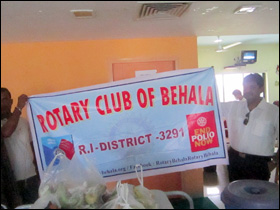 ROTARY CLUB OF BEHALA
R.I-DISTRICT -3291
END
POLIO
NOW